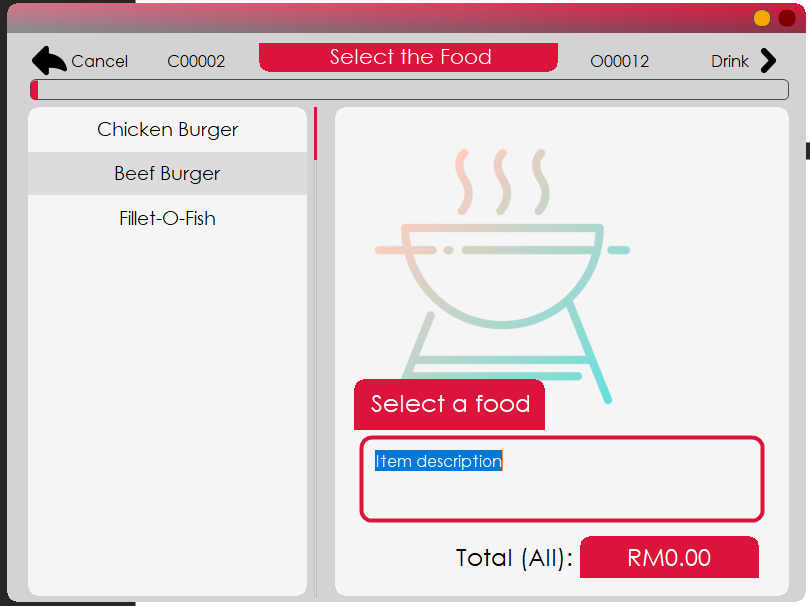 Cancel C00002 Select the Food O00012 Drink
Chicken Burger
Beef Burger
Fillet-O-Fish
Select a food
Item description
Total (All): RM0.00